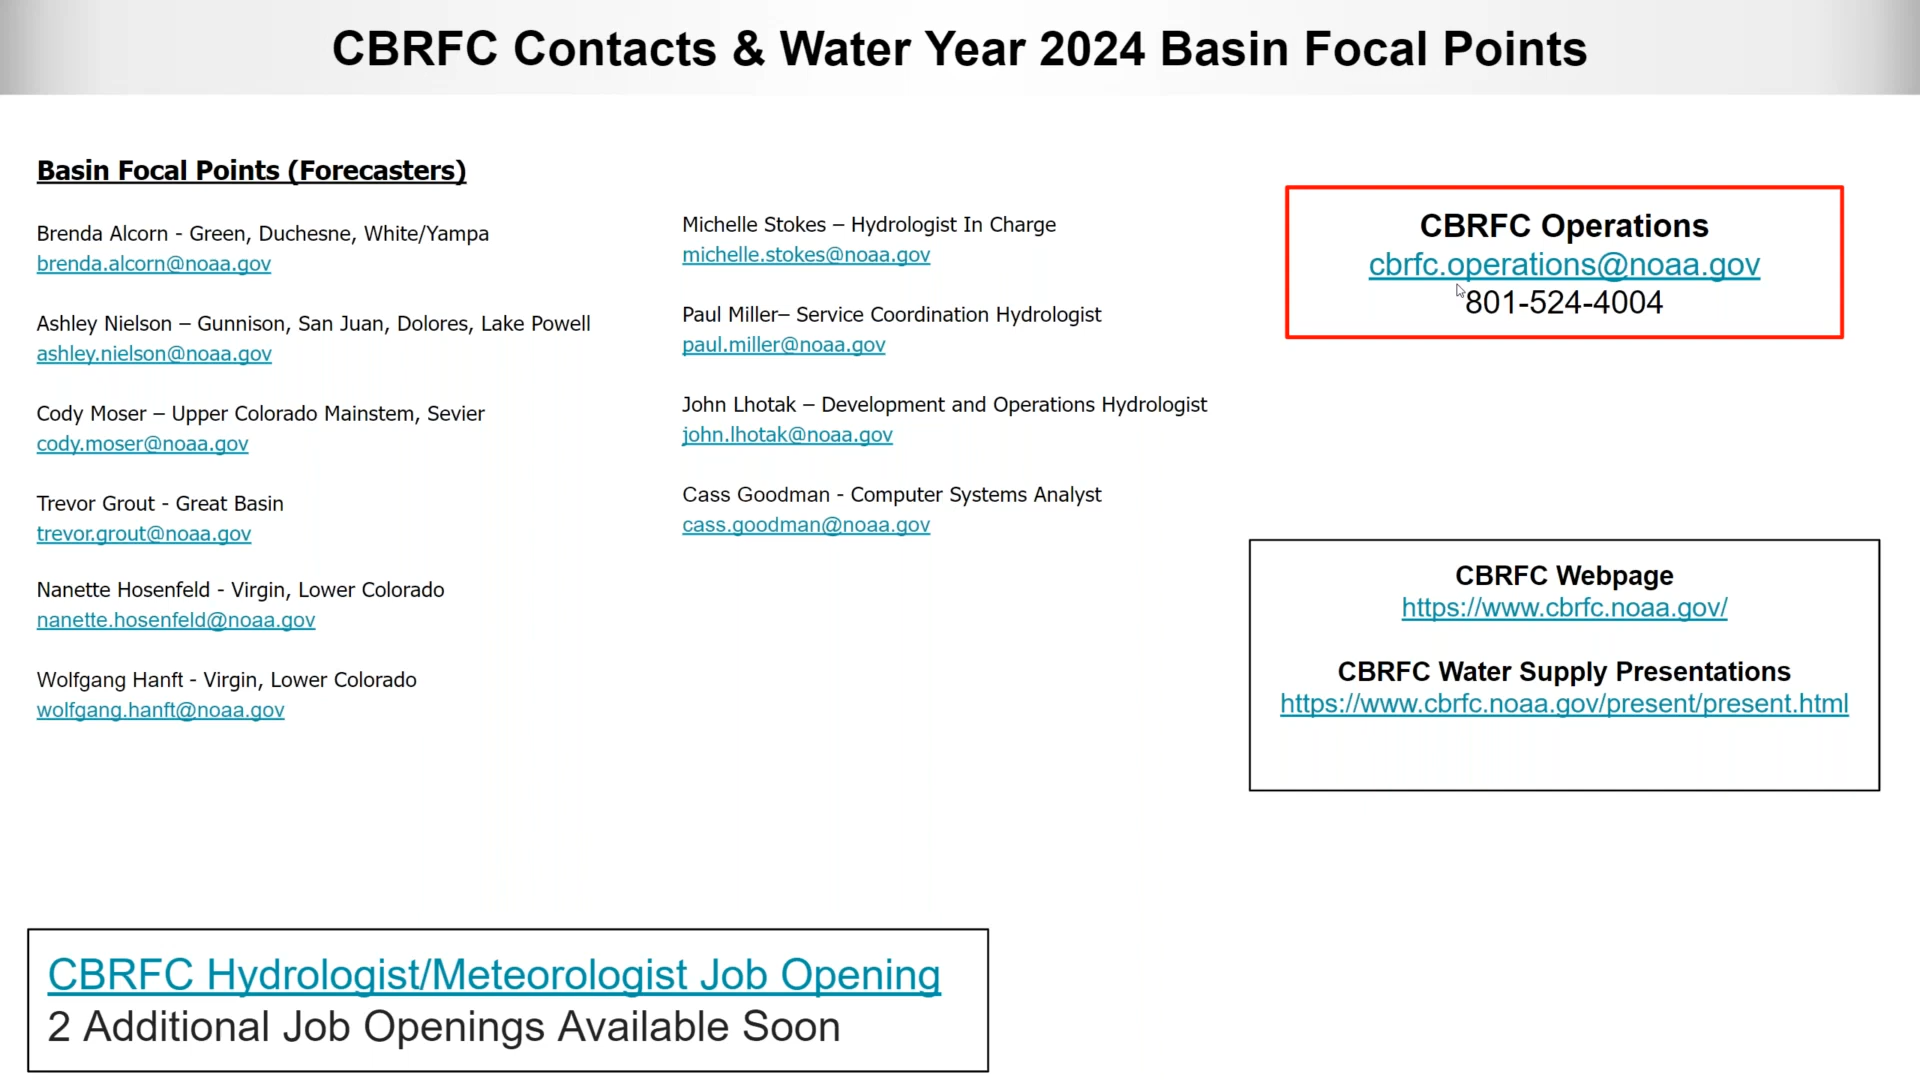 CBRFC Contacts & Water Year 2024 Basin Focal Points
Basin Focal Points (Forecasters)
Brenda Alcorn - Green, Duchesne, White/Yampa
brenda.alcorn@noaa.gov
Ashley Nielson – Gunnison, San Juan, Dolores, Lake Powell
ashley.nielson@noaa.gov
Cody Moser – Upper Colorado Mainstem, Sevier
cody.moser@noaa.gov
Trevor Grout - Great Basin
trevor.grout@noaa.gov
Nanette Hosenfeld - Virgin, Lower Colorado
nanette.hosenfeld@noaa.gov
Wolfgang Hanft - Virgin, Lower Colorado
wolfgang.hanft@noaa.gov
Michelle Stokes – Hydrologist In Charge
michelle.stokes@noaa.gov
Paul Miller– Service Coordination Hydrologist
paul.miller@noaa.gov
John Lhotak – Development and Operations Hydrologist
john.lhotak@noaa.gov
Cass Goodman - Computer Systems Analyst
cass.goodman@noaa.gov
CBRFC Operations
cbrfc.operations@noaa.gov
801-524-4004
CBRFC Webpage
https://www.cbrfc.noaa.gov/
CBRFC Water Supply Presentations
https://www.cbrfc.noaa.gov/present/present.html
CBRFC Hydrologist/Meteorologist Job Opening
2 Additional Job Openings Available Soon